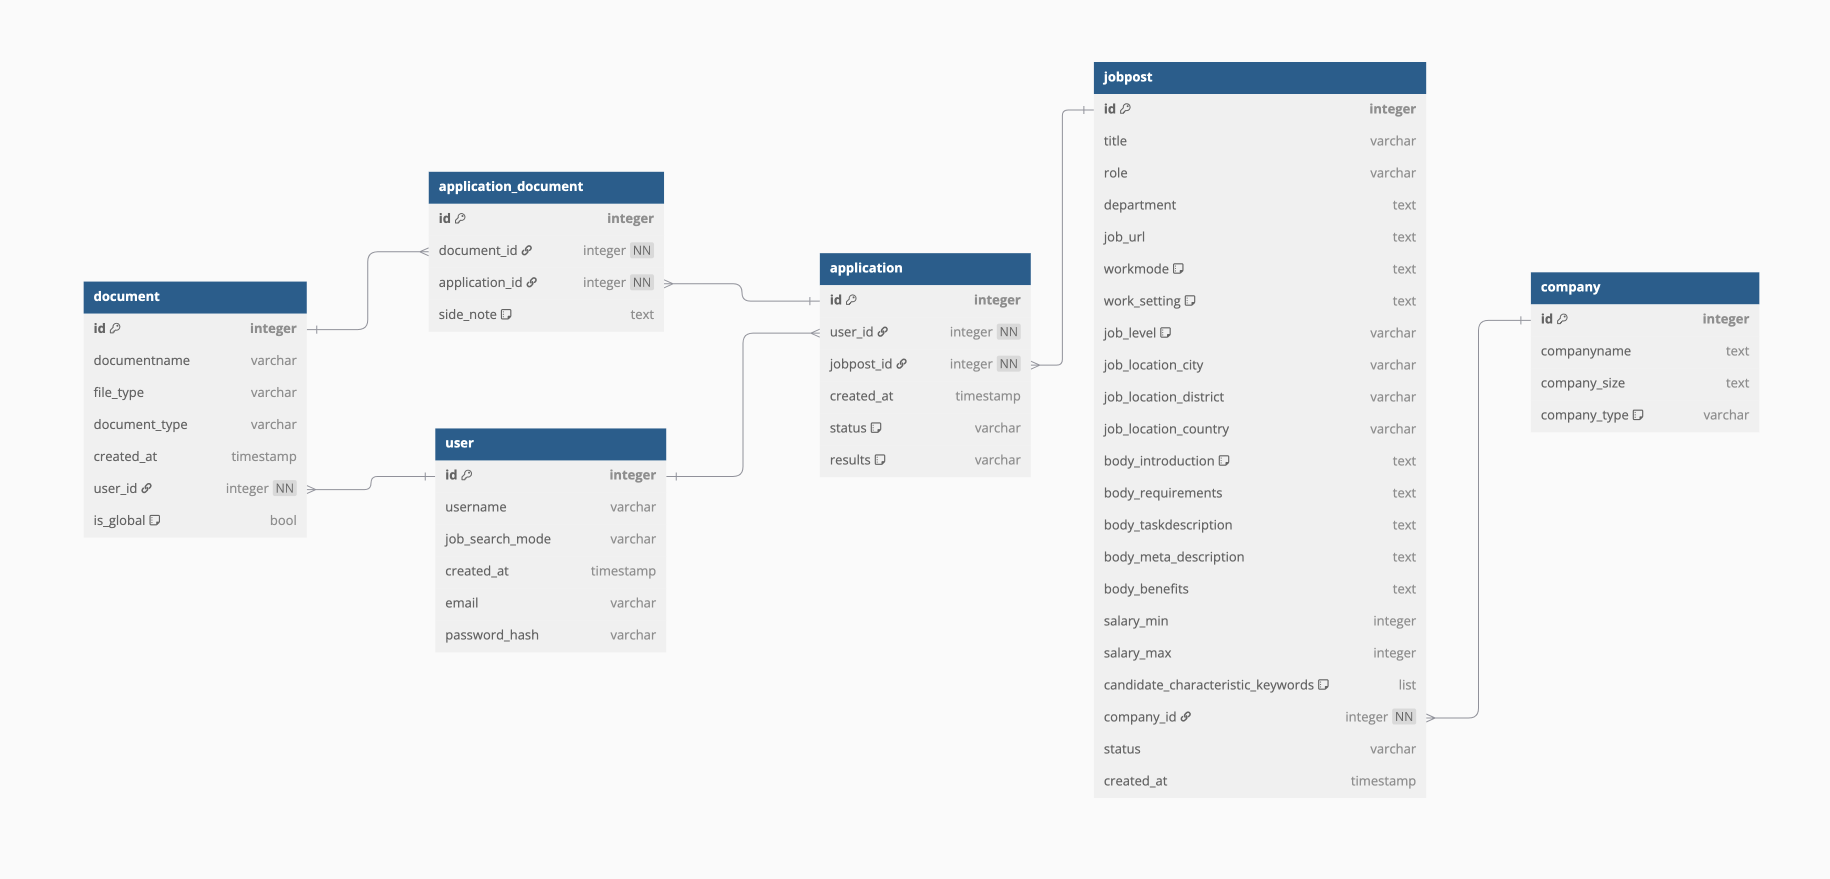 document
id integer
documentname varchar
file_type varchar
document_type varchar
created_at timestamp
user_id integer NN
is_global bool
application_document
id integer
document_id integer NN
application_id integer NN
side_note text
user
id integer
username varchar
job_search_mode varchar
created_at timestamp
email varchar
password_hash varchar
application
id integer
user_id integer NN
jobpost_id integer NN
created_at timestamp
status varchar
results varchar
jobpost
id integer
title varchar
role varchar
department text
job_url text
workmode text
work_setting text
job_level varchar
job_location_city varchar
job_location_district varchar
job_location_country varchar
body_introduction text
body_requirements text
body_taskdescription text
body_meta_description text
body_benefits text
salary_min integer
salary_max integer
candidate_characteristic_keywords list
company_id integer NN
status varchar
created_at timestamp
company
id integer
companyname text
company_size text
company_type varchar